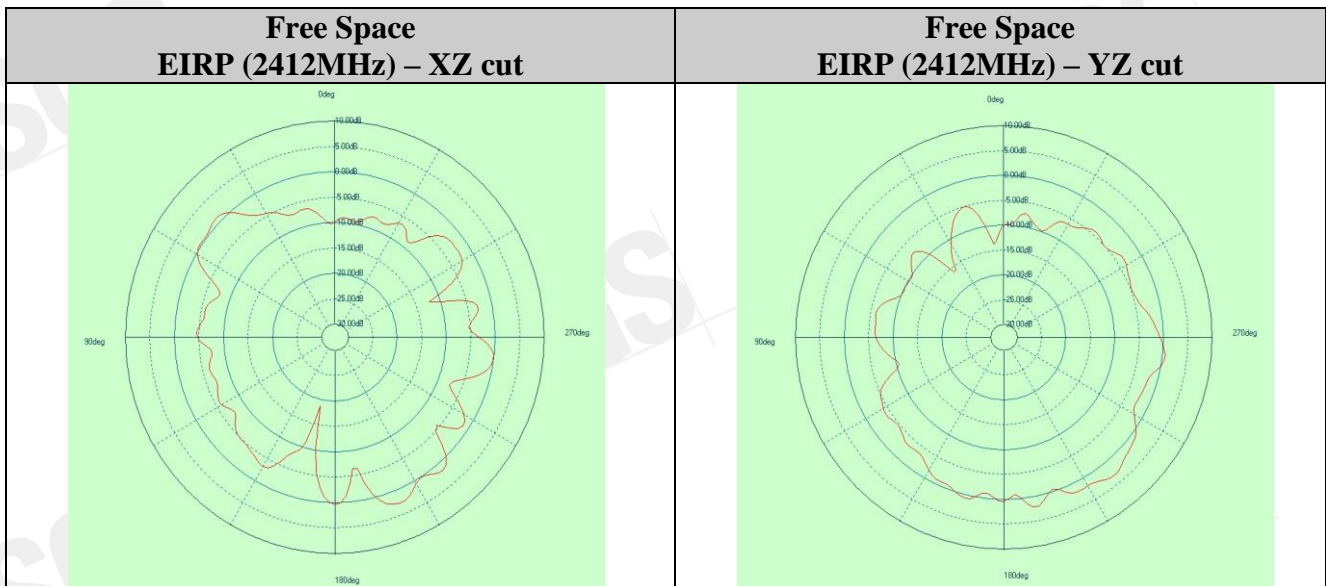 Free Space
EIRP (2412MHz) – XZ cut
0deg
10.00dB
5.00dB
0.00dB
5.00dB
10.00dB
15.00dB
20.00dB
25.00dB
30.00dB
90deg
270deg
180deg
Free Space
EIRP (2412MHz) – YZ cut
0deg
10.00dB
5.00dB
0.00dB
5.00dB
10.00dB
15.00dB
20.00dB
25.00dB
30.00dB
90deg
270deg
180deg